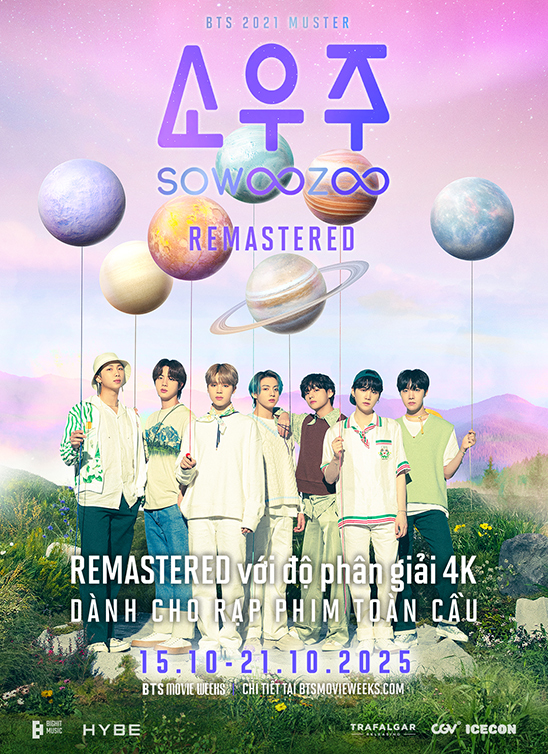 BTS 2021 MUSTER
소우주
SOWOOZOO
REMASTERED
REMASTERED với độ phân giải 4K
DÀNH CHO RẠP PHIM TOÀN CẦU
15.10-21.10.2025
BTS MOVIE WEEKS CHI TIẾT TẠI BTSMOVIEWEEKS.COM
BIGHIT MUSIC HYBE TRAFALGAR RELEASING CGV ICECON